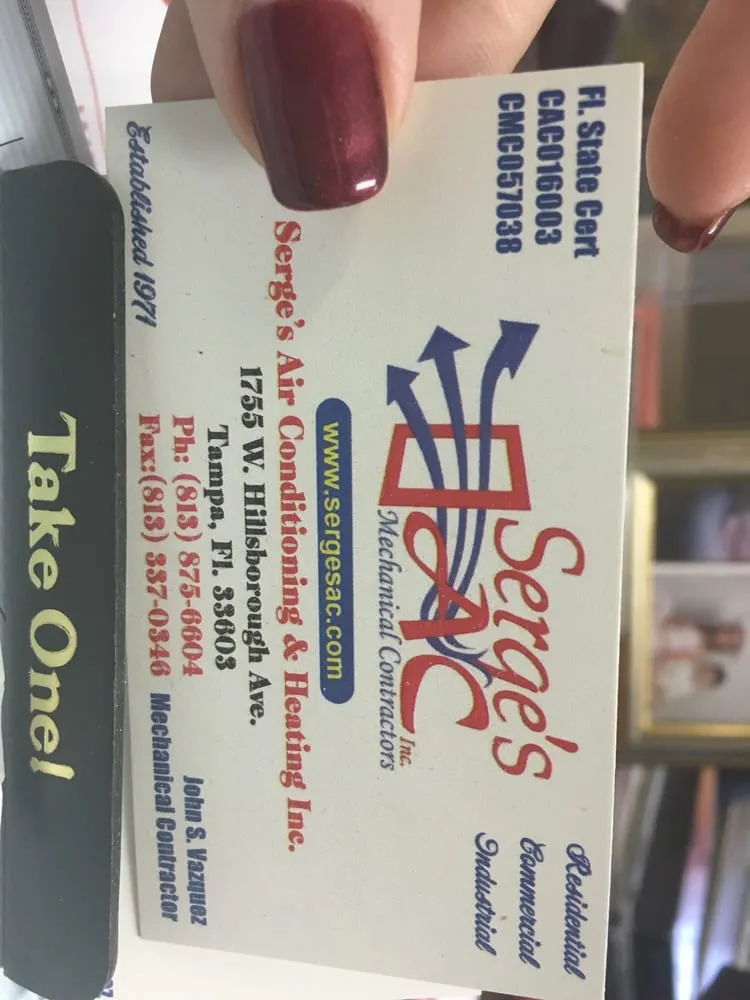 Fl. State Cert
CAC016003
CMC057038
Serge's
AC Inc.
Mechanical Contractors
Residential
Commercial
Industrial
www.sergesac.com
Serge's Air Conditioning & Heating Inc.
1755 W. Hillsborough Ave.
Tampa, Fl. 33603
Ph: (813) 875-6604
Fax:(813) 337-0346
Established 1971
John S. Vazquez
Mechanical Contractor
Take One!